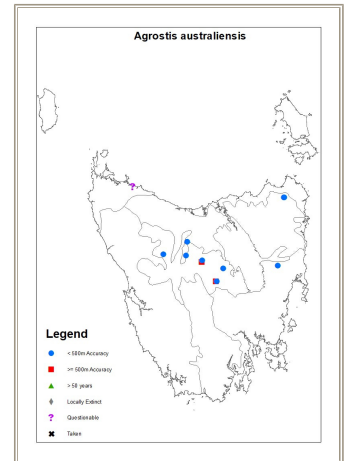 Agrostis australiensis
?
Legend
< 500m Accuracy
>= 500m Accuracy
> 50 years
Locally Extinct
? Questionable
Taken